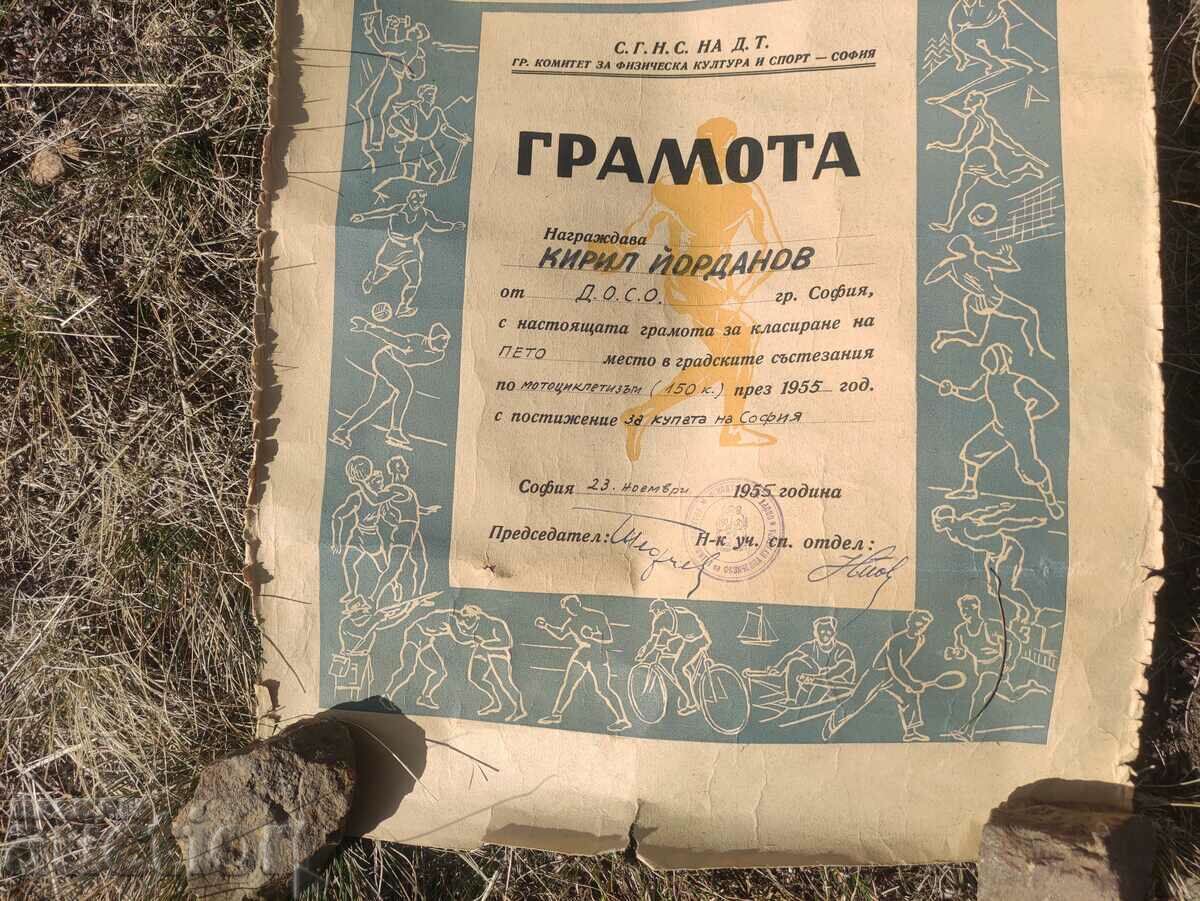 С.Г.Н.С. НА Д.Т.
ГР. КОМИТЕТ ЗА ФИЗИЧЕСКА КУЛТУРА И СПОРТ — СОФИЯ
ГРАМОТА
Награждава
КИРИЛ ЙОРДАНОВ
от Д.О.С.О. гр. София,
с настоящата грамота за класиране на
ПЕТО място в градските състезания
по мотоциклетизъм (150 к.) през 1955 год.
с постижение за купата на София
София 23. ноември 1955 година
Председател: Н-к уч. сп. отдел:
auction